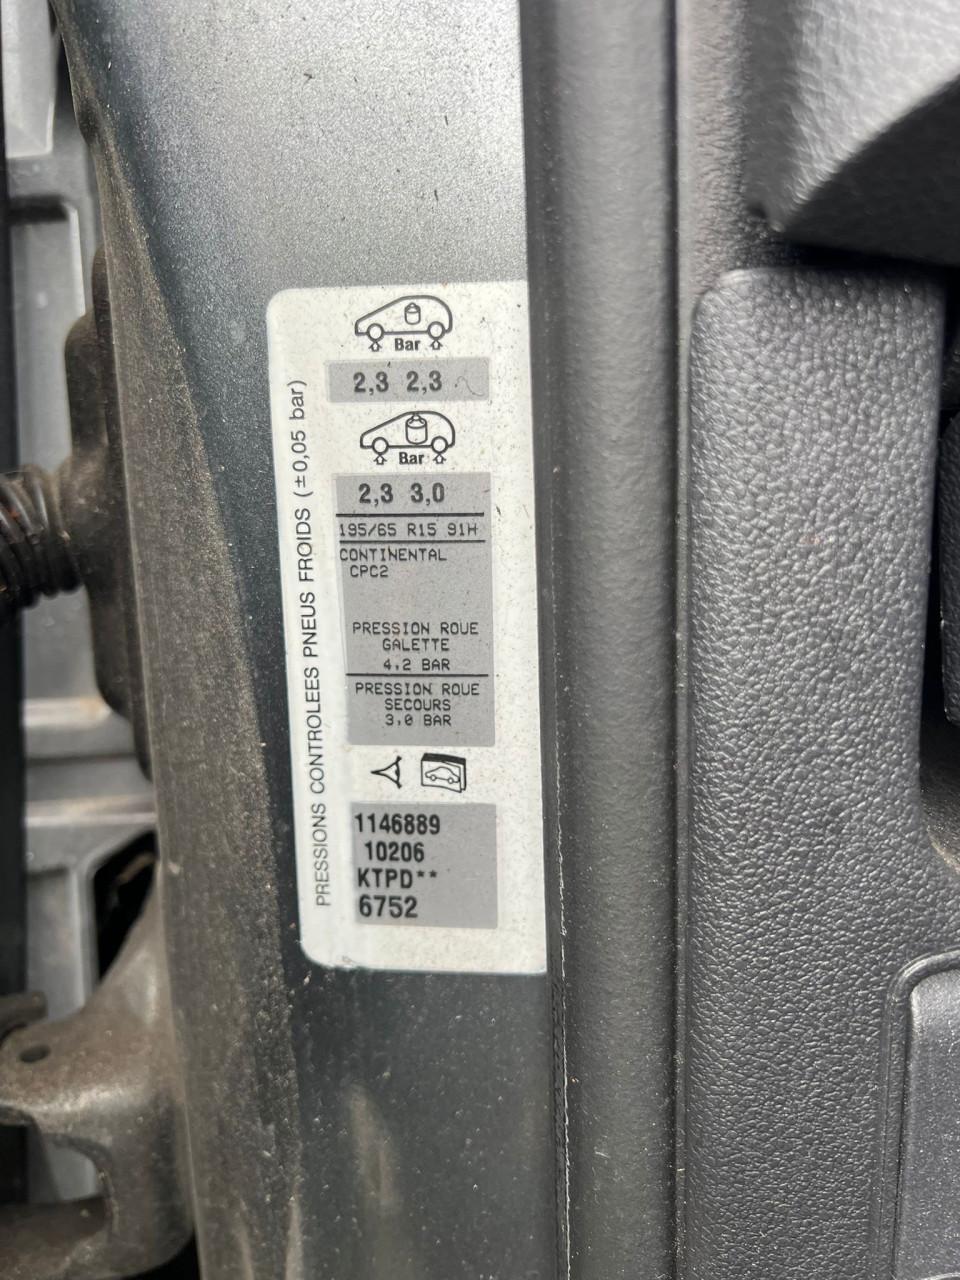 Bar
2,3 2,3
Bar
2,3 3,0
195/65 R15 91H
CONTINENTAL
CPC2
PRESSION ROUE
GALETTE
4,2 BAR
PRESSION ROUE
SECOURS
3,0 BAR
1146889
10206
KTPD**
6752
PRESSIONS CONTROLEES PNEUS FROIDS (±0,05 bar)